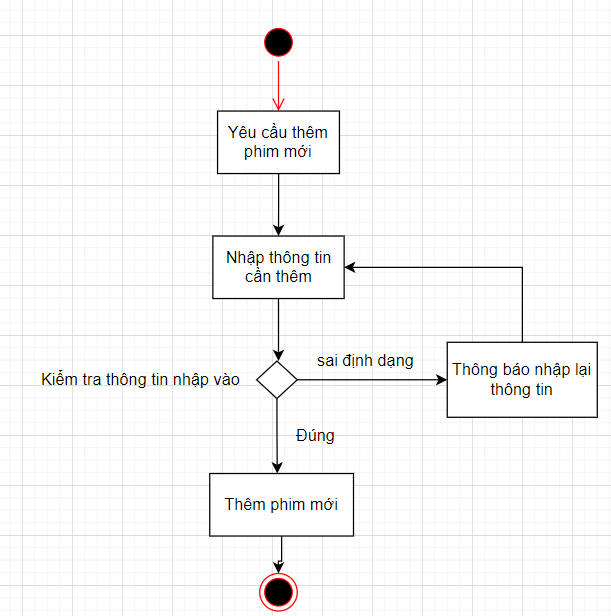 Yêu cầu thêm
phim mới
Nhập thông tin
cần thêm
sai định dạng
Kiểm tra thông tin nhập vào
Thông báo nhập lại
thông tin
Đúng
Thêm phim mới